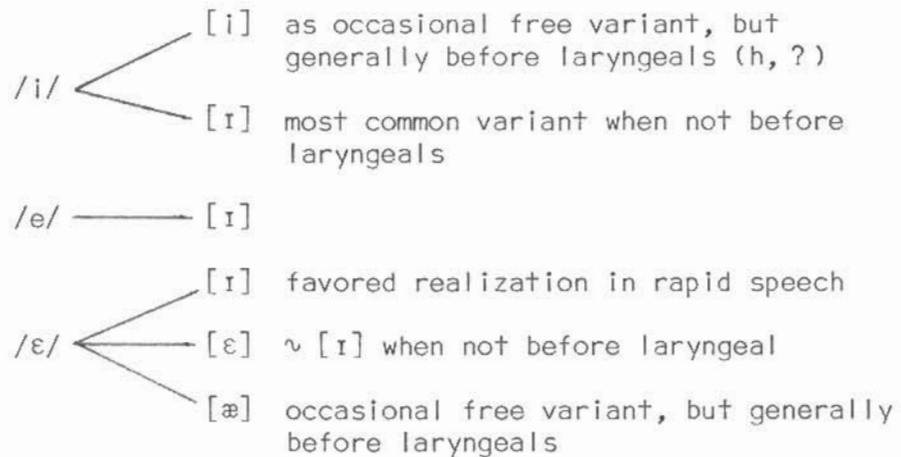 [i] as occasional free variant, but
generally before laryngeals (h, ?)
/i/
[ɪ] most common variant when not before
laryngeals
/e/ [ɪ]
[ɪ] favored realization in rapid speech
/ɛ/ [ɛ] ~ [ɪ] when not before laryngeal
[æ] occasional free variant, but generally
before laryngeals